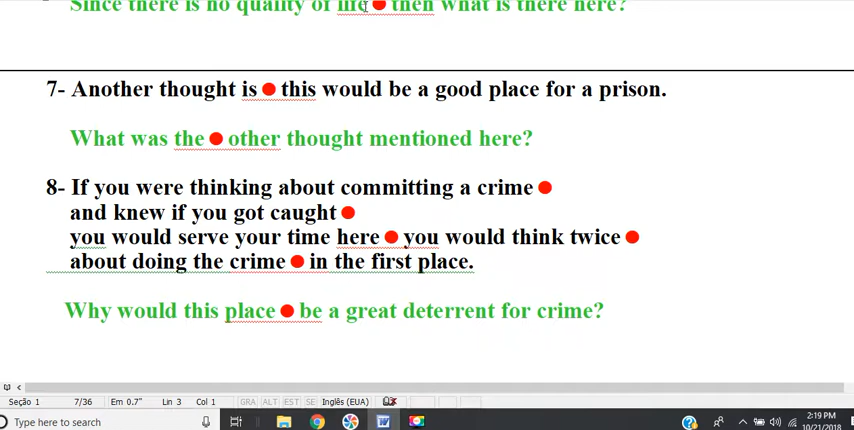 Since there is no quality of life ● then what is there here?
7- Another thought is ● this would be a good place for a prison.
What was the ● other thought mentioned here?
8- If you were thinking about committing a crime ●
and knew if you got caught ●
you would serve your time here ● you would think twice ●
about doing the crime ● in the first place.
Why would this place ● be a great deterrent for crime?
Seção 1 7/36 Em 0.7" Lin 3 Col 1 GRA ALT EST SE Inglês (EUA)
Type here to search
2:19 PM
10/21/2018